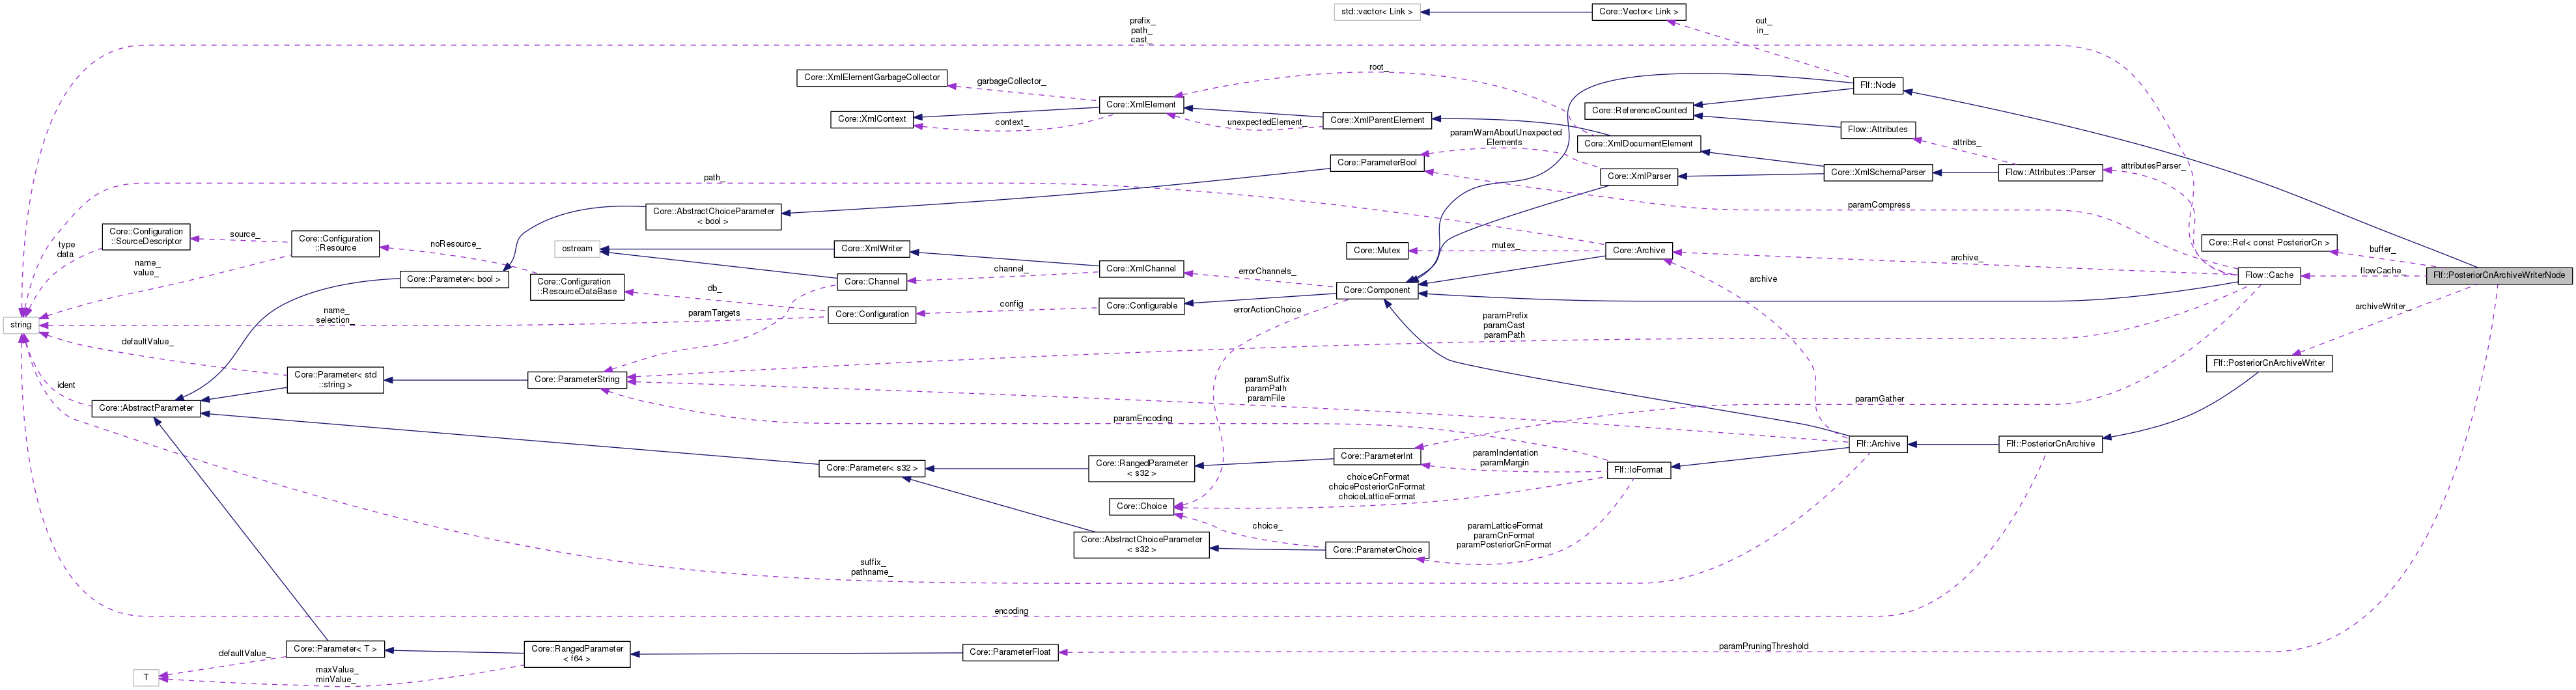 std::vector< Link >
Core::Vector< Link >
prefix_
path_
cast_
out_
in_
root_
Core::XmlElementGarbageCollector
garbageCollector_
Flf::Node
Core::XmlElement
Core::ReferenceCounted
Core::XmlContext
context_
unexpectedElement_
Core::XmlParentElement
Flow::Attributes
paramWarnAboutUnexpected
Elements
Core::XmlDocumentElement
attribs_
Core::ParameterBool
attributesParser_
path_
Core::XmlParser
Core::XmlSchemaParser
Flow::Attributes::Parser
paramCompress
Core::AbstractChoiceParameter
< bool >
Core::Configuration
::SourceDescriptor
source_
Core::Configuration
::Resource
noResource_
type
data
ostream
Core::XmlWriter
Core::Mutex
mutex_
Core::Archive
Core::Ref< const PosteriorCn >
buffer_
archive_
name_
value_
Core::Parameter< bool >
Core::Configuration
::ResourceDataBase
Core::Channel
channel_
Core::XmlChannel
errorChannels_
Flow::Cache
flowCache_
Flf::PosteriorCnArchiveWriterNode
archive
db_
Core::Component
config
Core::Configurable
Core::Configuration
archiveWriter_
name_
selection_
paramTargets
errorActionChoice
string
paramPrefix
paramCast
paramPath
defaultValue_
Flf::PosteriorCnArchiveWriter
Core::Parameter< std
::string >
Core::ParameterString
ident
paramSuffix
paramPath
paramFile
paramGather
Core::AbstractParameter
paramEncoding
Flf::Archive
Flf::PosteriorCnArchive
Core::ParameterInt
paramIndentation
paramMargin
Core::Parameter< s32 >
Core::RangedParameter
< s32 >
Flf::IoFormat
choiceCnFormat
choicePosteriorCnFormat
choiceLatticeFormat
Core::Choice
choice_
paramLatticeFormat
paramCnFormat
paramPosteriorCnFormat
Core::AbstractChoiceParameter
< s32 >
Core::ParameterChoice
suffix_
pathname_
encoding
Core::Parameter< T >
Core::RangedParameter
< f64 >
Core::ParameterFloat
paramPruningThreshold
defaultValue_
maxValue_
minValue_
T